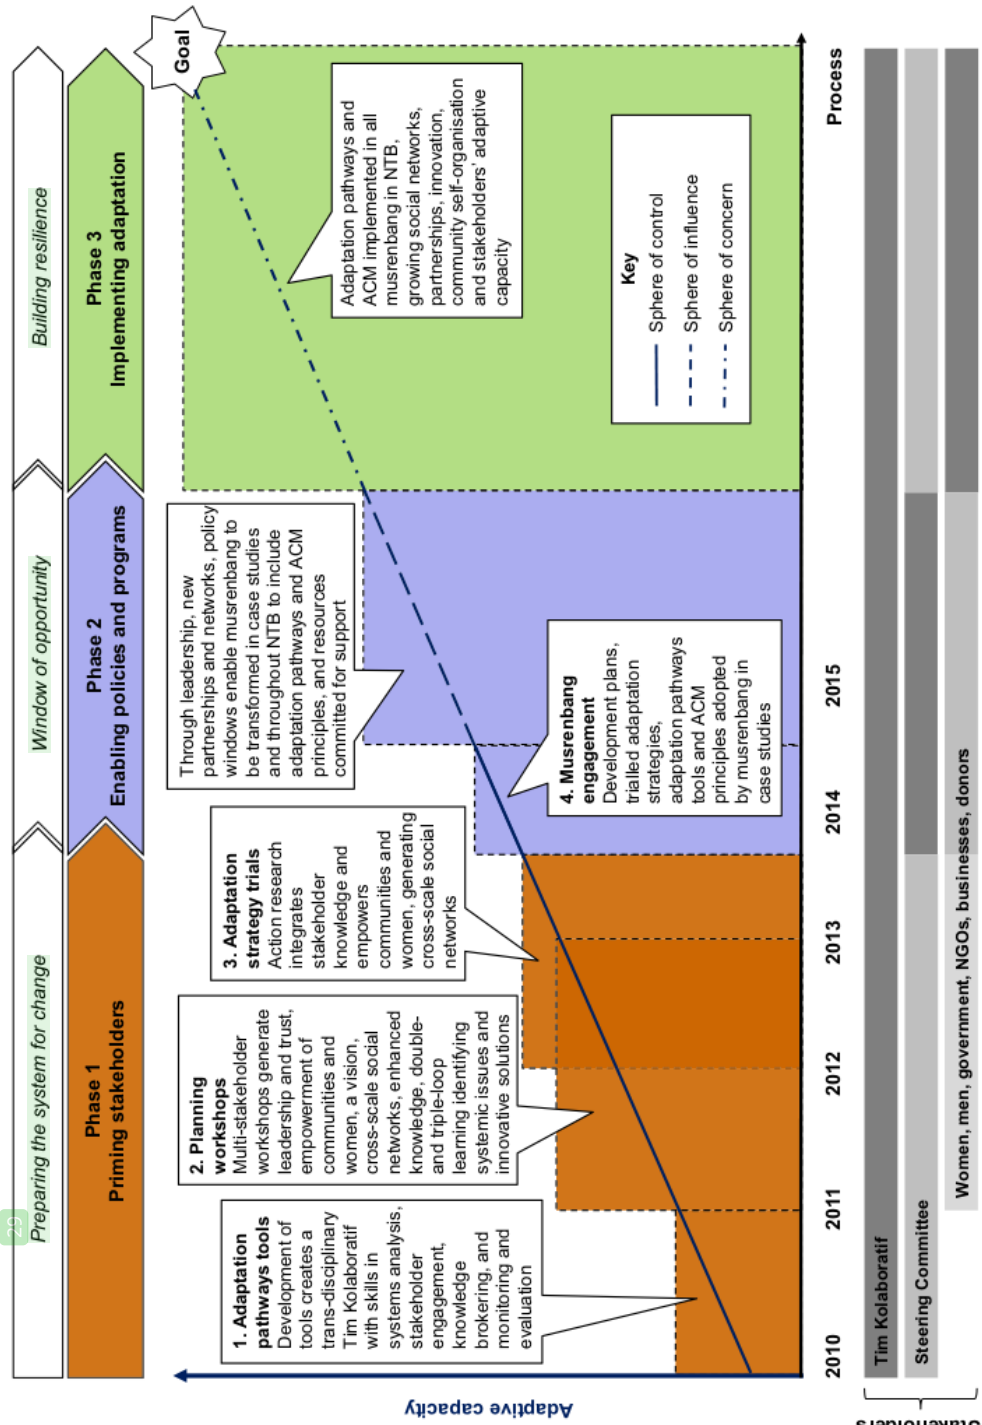 29
Preparing the system for change
Window of opportunity
Building resilience
Phase 1
Priming stakeholders
Phase 2
Enabling policies and programs
Phase 3
Implementing adaptation
Goal
1. Adaptation
pathways tools
Development of
tools creates a
trans-disciplinary
Tim Kolaboratif
with skills in
systems analysis,
stakeholder
engagement,
knowledge
brokering, and
monitoring and
evaluation
2. Planning
workshops
Multi-stakeholder
workshops generate
leadership and trust,
empowerment of
communities and
women, a vision,
cross-scale social
networks, enhanced
knowledge, double-
and triple-loop
learning identifying
systemic issues and
innovative solutions
3. Adaptation
strategy trials
Action research
integrates
stakeholder
knowledge and
empowers
communities and
women, generating
cross-scale social
networks
Through leadership, new
partnerships and networks, policy
windows enable musrenbang to
be transformed in case studies
and throughout NTB to include
adaptation pathways and ACM
principles, and resources
committed for support
4. Musrenbang
engagement
Development plans,
trialled adaptation
strategies,
adaptation pathways
tools and ACM
principles adopted
by musrenbang in
case studies
Adaptation pathways and
ACM implemented in all
musrenbang in NTB,
growing social networks,
partnerships, innovation,
community self-organisation
and stakeholders' adaptive
capacity
Key
Sphere of control
Sphere of influence
Sphere of concern
Adaptive capacity
2010
2011
2012
2013
2014
2015
Process
Stakeholders
Tim Kolaboratif
Steering Committee
Women, men, government, NGOs, businesses, donors